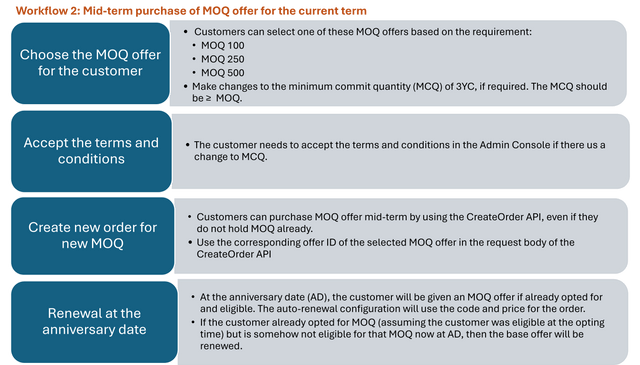 Workflow 2: Mid-term purchase of MOQ offer for the current term
Choose the MOQ offer
for the customer
• Customers can select one of these MOQ offers based on the requirement:
• MOQ 100
• MOQ 250
• MOQ 500
• Make changes to the minimum commit quantity (MCQ) of 3YC, if required. The MCQ should
be ≥ MOQ.
Accept the terms and
conditions
• The customer needs to accept the terms and conditions in the Admin Console if there us a
change to MCQ.
Create new order for
new MOQ
• Customers can purchase MOQ offer mid-term by using the CreateOrder API, even if they
do not hold MOQ already.
• Use the corresponding offer ID of the selected MOQ offer in the request body of the
CreateOrder API
Renewal at the
anniversary date
• At the anniversary date (AD), the customer will be given an MOQ offer if already opted for
and eligible. The auto-renewal configuration will use the code and price for the order.
• If the customer already opted for MOQ (assuming the customer was eligible at the opting
time) but is somehow not eligible for that MOQ now at AD, then the base offer will be
renewed.